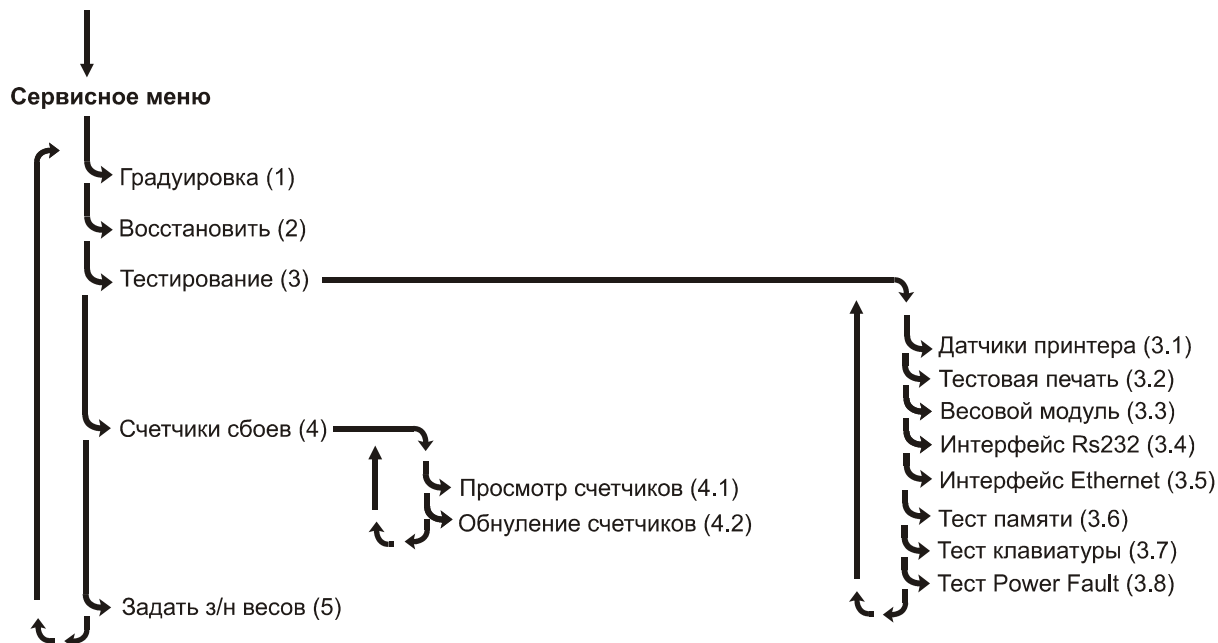 Сервисное меню
Градуировка (1)
Восстановить (2)
Тестирование (3)
Датчики принтера (3.1)
Тестовая печать (3.2)
Весовой модуль (3.3)
Интерфейс Rs232 (3.4)
Интерфейс Ethernet (3.5)
Тест памяти (3.6)
Тест клавиатуры (3.7)
Тест Power Fault (3.8)
Счетчики сбоев (4)
Просмотр счетчиков (4.1)
Обнуление счетчиков (4.2)
Задать з/н весов (5)